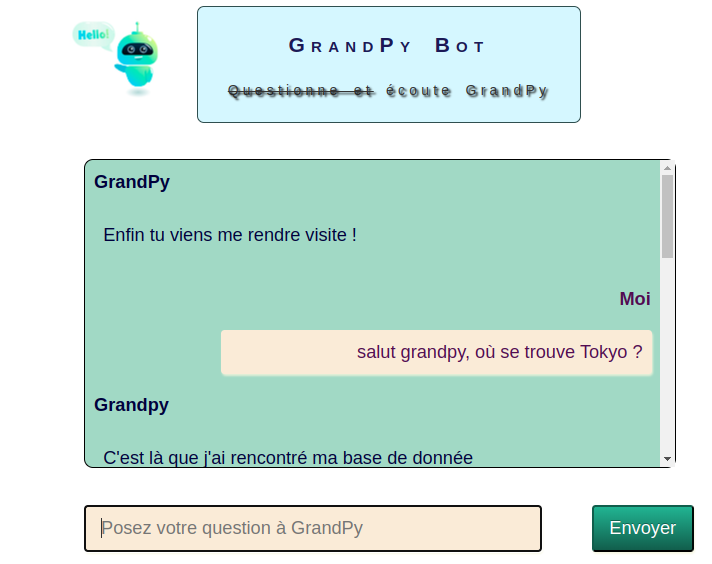 Hello!
GrandPy Bot
Questionne et écoute GrandPy
GrandPy
Enfin tu viens me rendre visite !
Moi
salut grandpy, où se trouve Tokyo ?
Grandpy
C'est là que j'ai rencontré ma base de donnée
Posez votre question à GrandPy
Envoyer